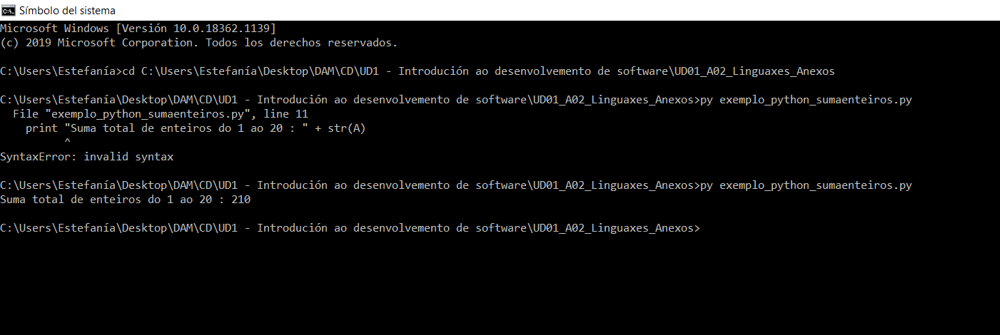 Símbolo del sistema
Microsoft Windows [Versión 10.0.18362.1139]
(c) 2019 Microsoft Corporation. Todos los derechos reservados.
C:\Users\Estefanía>cd C:\Users\Estefanía\Desktop\DAM\CD\UD1 - Introdución ao desenvolvemento de software\UD01_A02_Linguaxes_Anexos
C:\Users\Estefanía\Desktop\DAM\CD\UD1 - Introdución ao desenvolvemento de software\UD01_A02_Linguaxes_Anexos>py exemplo_python_sumaenteiros.py
  File "exemplo_python_sumaenteiros.py", line 11
    print "Suma total de enteiros do 1 ao 20 : " + str(A)
          ^
SyntaxError: invalid syntax
C:\Users\Estefanía\Desktop\DAM\CD\UD1 - Introdución ao desenvolvemento de software\UD01_A02_Linguaxes_Anexos>py exemplo_python_sumaenteiros.py
Suma total de enteiros do 1 ao 20 : 210
C:\Users\Estefanía\Desktop\DAM\CD\UD1 - Introdución ao desenvolvemento de software\UD01_A02_Linguaxes_Anexos>